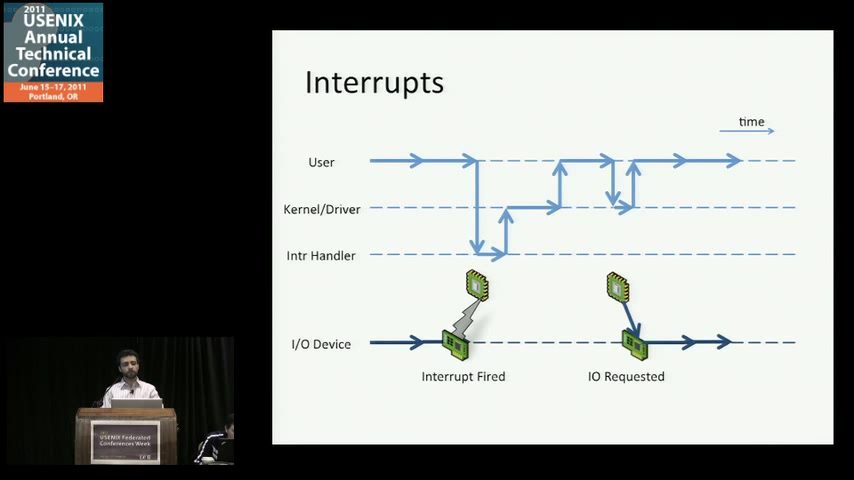 2011
USENIX
Annual
Technical
Conference
June 15–17, 2011
Portland, OR
Interrupts
time
User
Kernel/Driver
Intr Handler
I/O Device
Interrupt Fired
IO Requested
USENIX Federated
Conferences Week